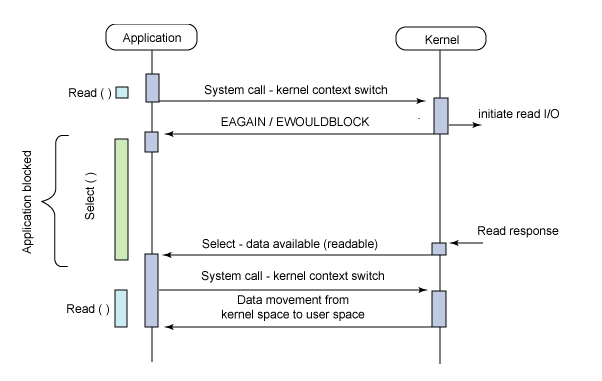 Application
Kernel
Read ( )
System call - kernel context switch
initiate read I/O
EAGAIN / EWOULDBLOCK
Application blocked
Select ( )
Read response
Select - data available (readable)
System call - kernel context switch
Read ( )
Data movement from
kernel space to user space